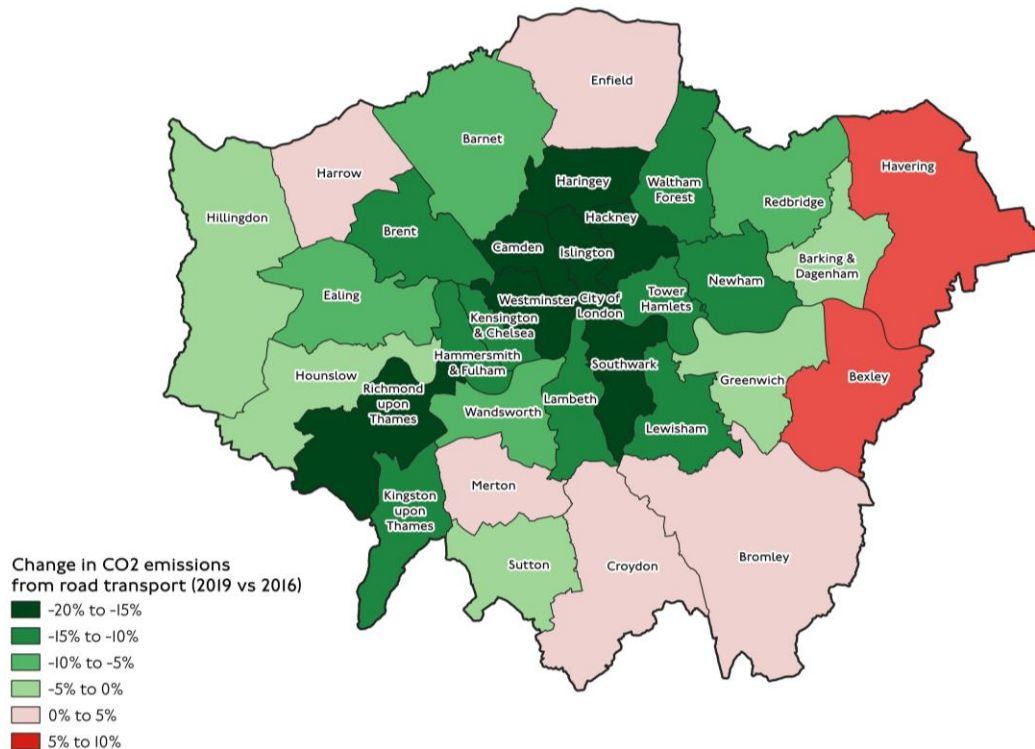 Enfield
Barnet
Harrow
Haringey
Waltham
Forest
Havering
Redbridge
Hillingdon
Brent
Hackney
Camden
Islington
Barking &
Dagenham
Newham
Ealing
Westminster
City of
London
Tower
Hamlets
Kensington
& Chelsea
Hammersmith
& Fulham
Hounslow
Richmond
upon
Thames
Southwark
Greenwich
Bexley
Wandsworth
Lambeth
Lewisham
Merton
Kingston
upon
Thames
Sutton
Croydon
Bromley
Change in CO2 emissions
from road transport (2019 vs 2016)
-20% to -15%
-15% to -10%
-10% to -5%
-5% to 0%
0% to 5%
5% to 10%